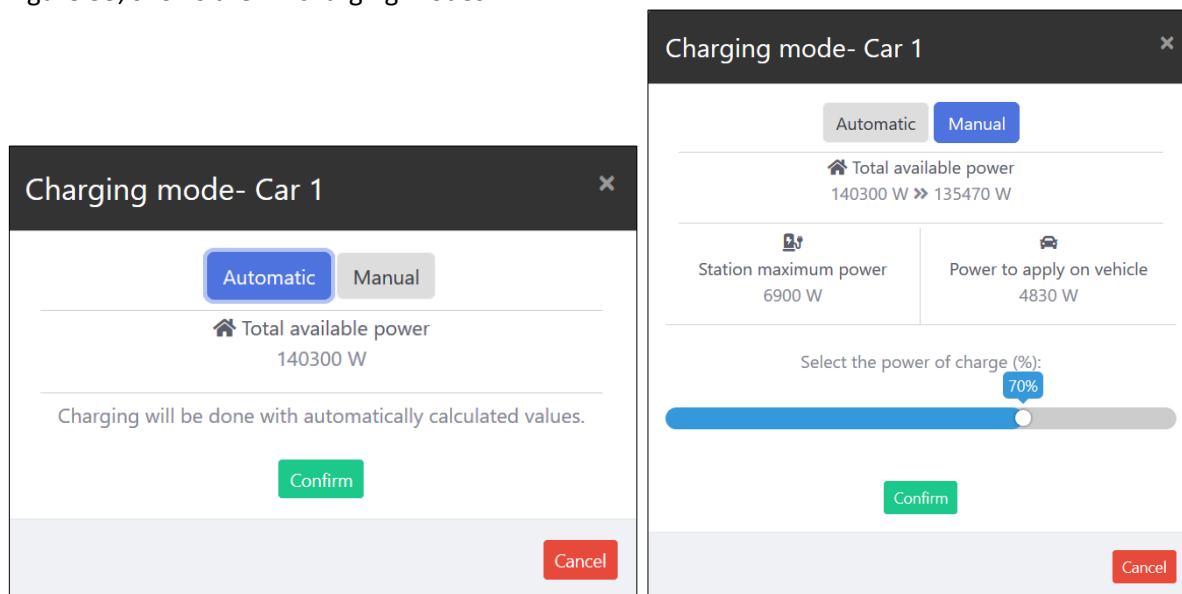 Charging mode- Car 1
×
Automatic
Manual
Total available power
140300 W
Charging will be done with automatically calculated values.
Confirm
Cancel
Charging mode- Car 1
×
Automatic
Manual
Total available power
140300 W >> 135470 W
Station maximum power
6900 W
Power to apply on vehicle
4830 W
Select the power of charge (%):
70%
Confirm
Cancel